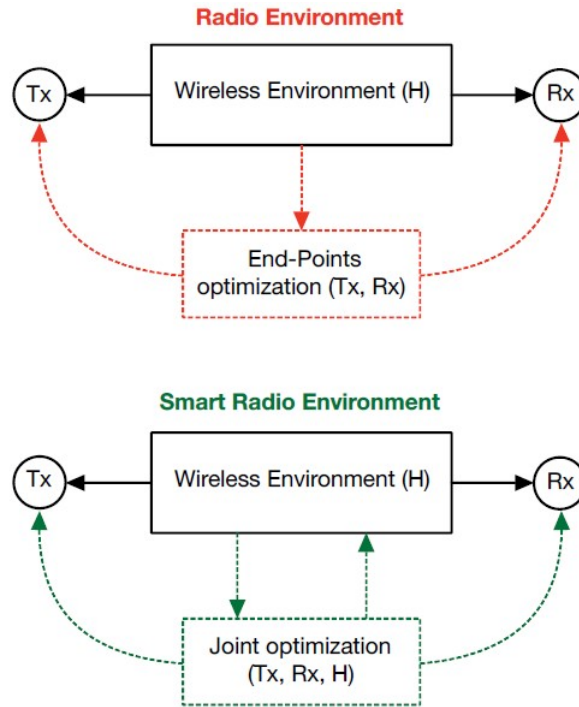 Radio Environment
Tx
Wireless Environment (H)
Rx
End-Points
optimization (Tx, Rx)
Smart Radio Environment
Tx
Wireless Environment (H)
Rx
Joint optimization
(Tx, Rx, H)